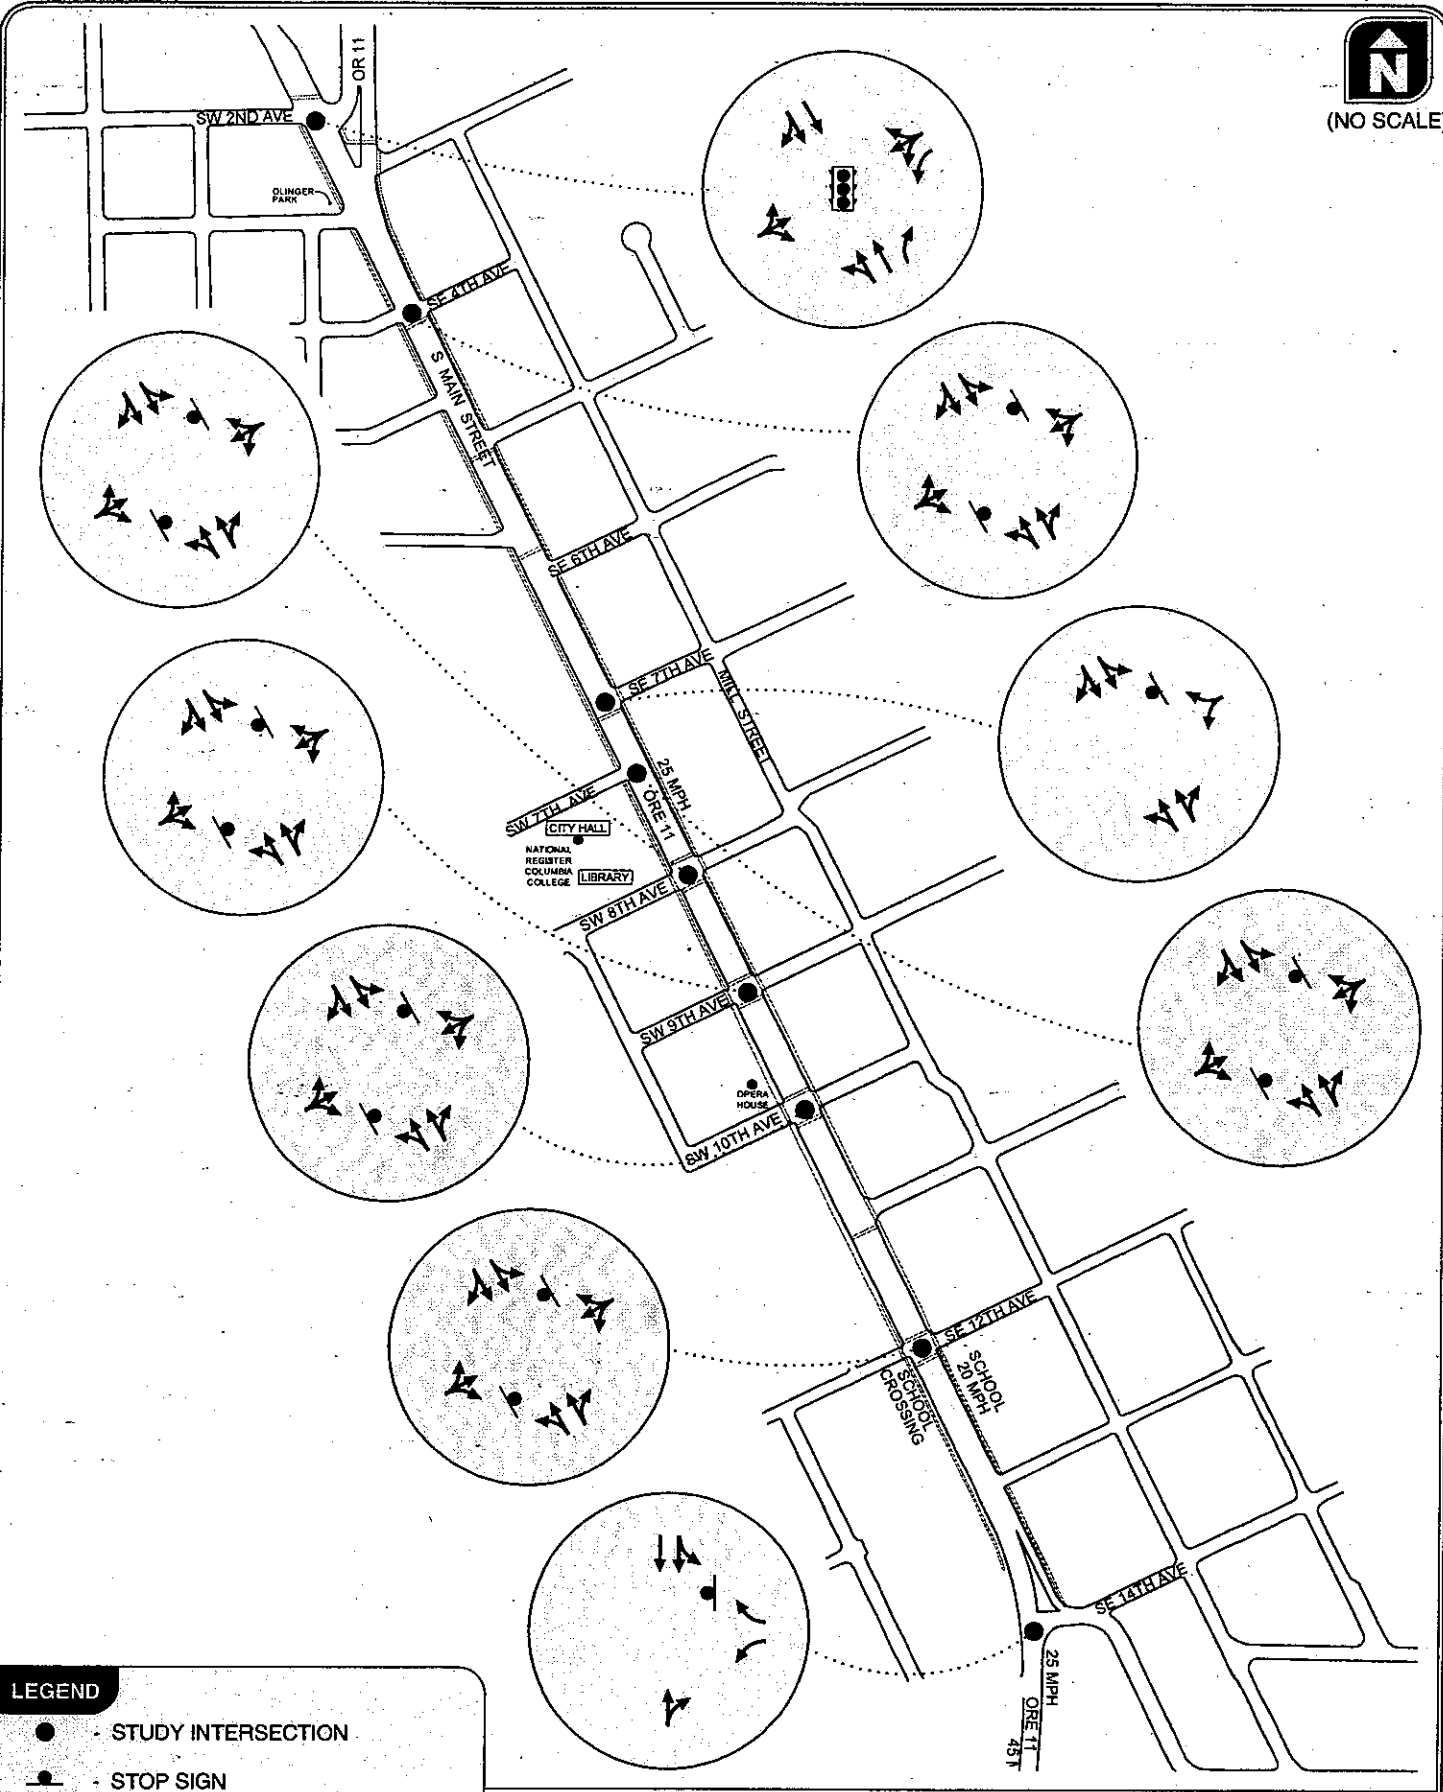 N
(NO SCALE)
OR 11
SW 2ND AVE
OLINGER
PARK
SE 4TH AVE
S MAIN STREET
SE 6TH AVE
SE 7TH AVE
MILL STREET
25 MPH
ORE 11
SW 7TH AVE
CITY HALL
NATIONAL
REGISTER
COLUMBIA
COLLEGE
LIBRARY
SW 8TH AVE
SW 9TH AVE
OPERA
HOUSE
SW 10TH AVE
SE 12TH AVE
SCHOOL
20 MPH
SCHOOL
CROSSING
SE 14TH AVE
25 MPH
ORE 11
LEGEND
- STUDY INTERSECTION
- STOP SIGN